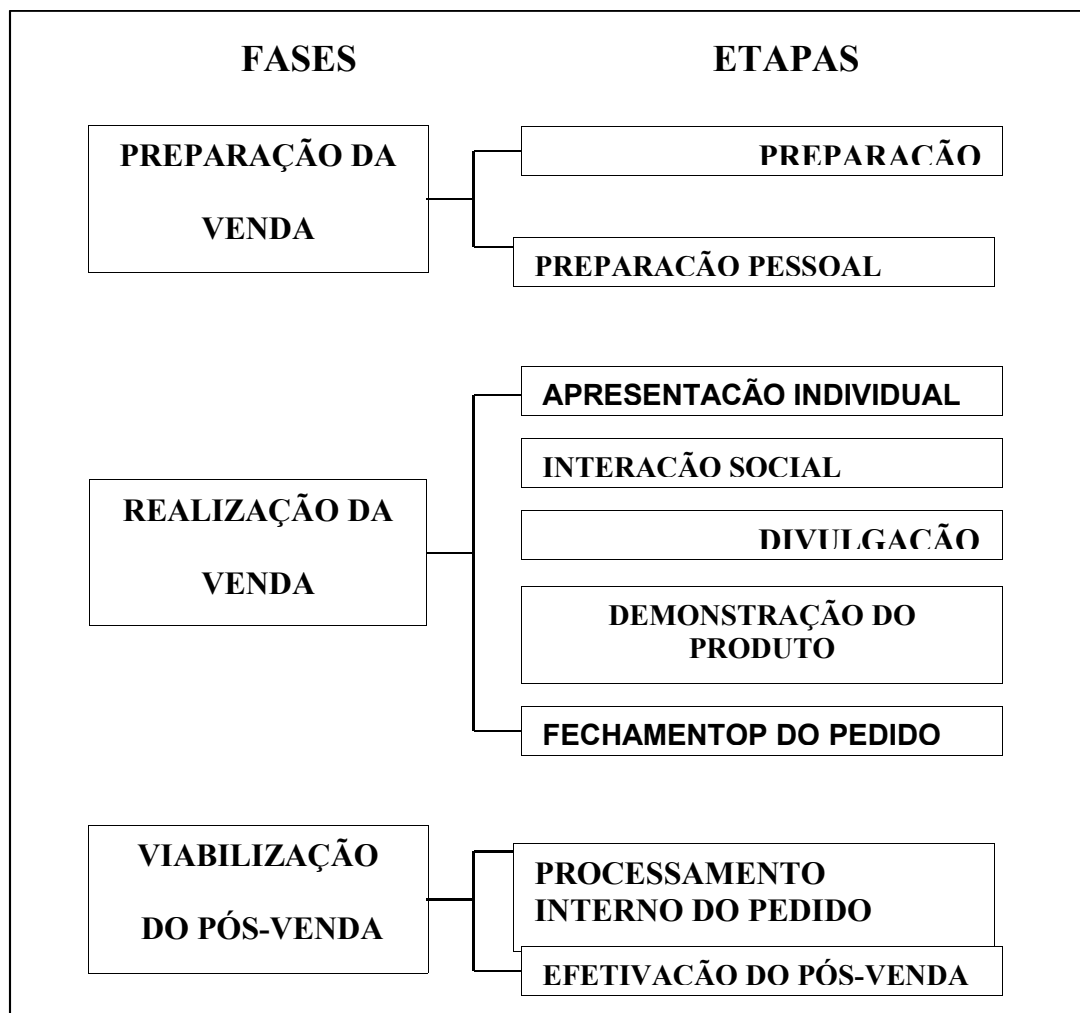 FASES
ETAPAS
PREPARAÇÃO DA
VENDA
PREPARACÃO
PREPARACÃO PESSOAL
REALIZAÇÃO DA
VENDA
APRESENTACÃO INDIVIDUAL
INTERACÃO SOCIAL
DIVULGACÃO
DEMONSTRAÇÃO DO
PRODUTO
FECHAMENTOP DO PEDIDO
VIABILIZAÇÃO
DO PÓS-VENDA
PROCESSAMENTO
INTERNO DO PEDIDO
EFETIVACÃO DO PÓS-VENDA